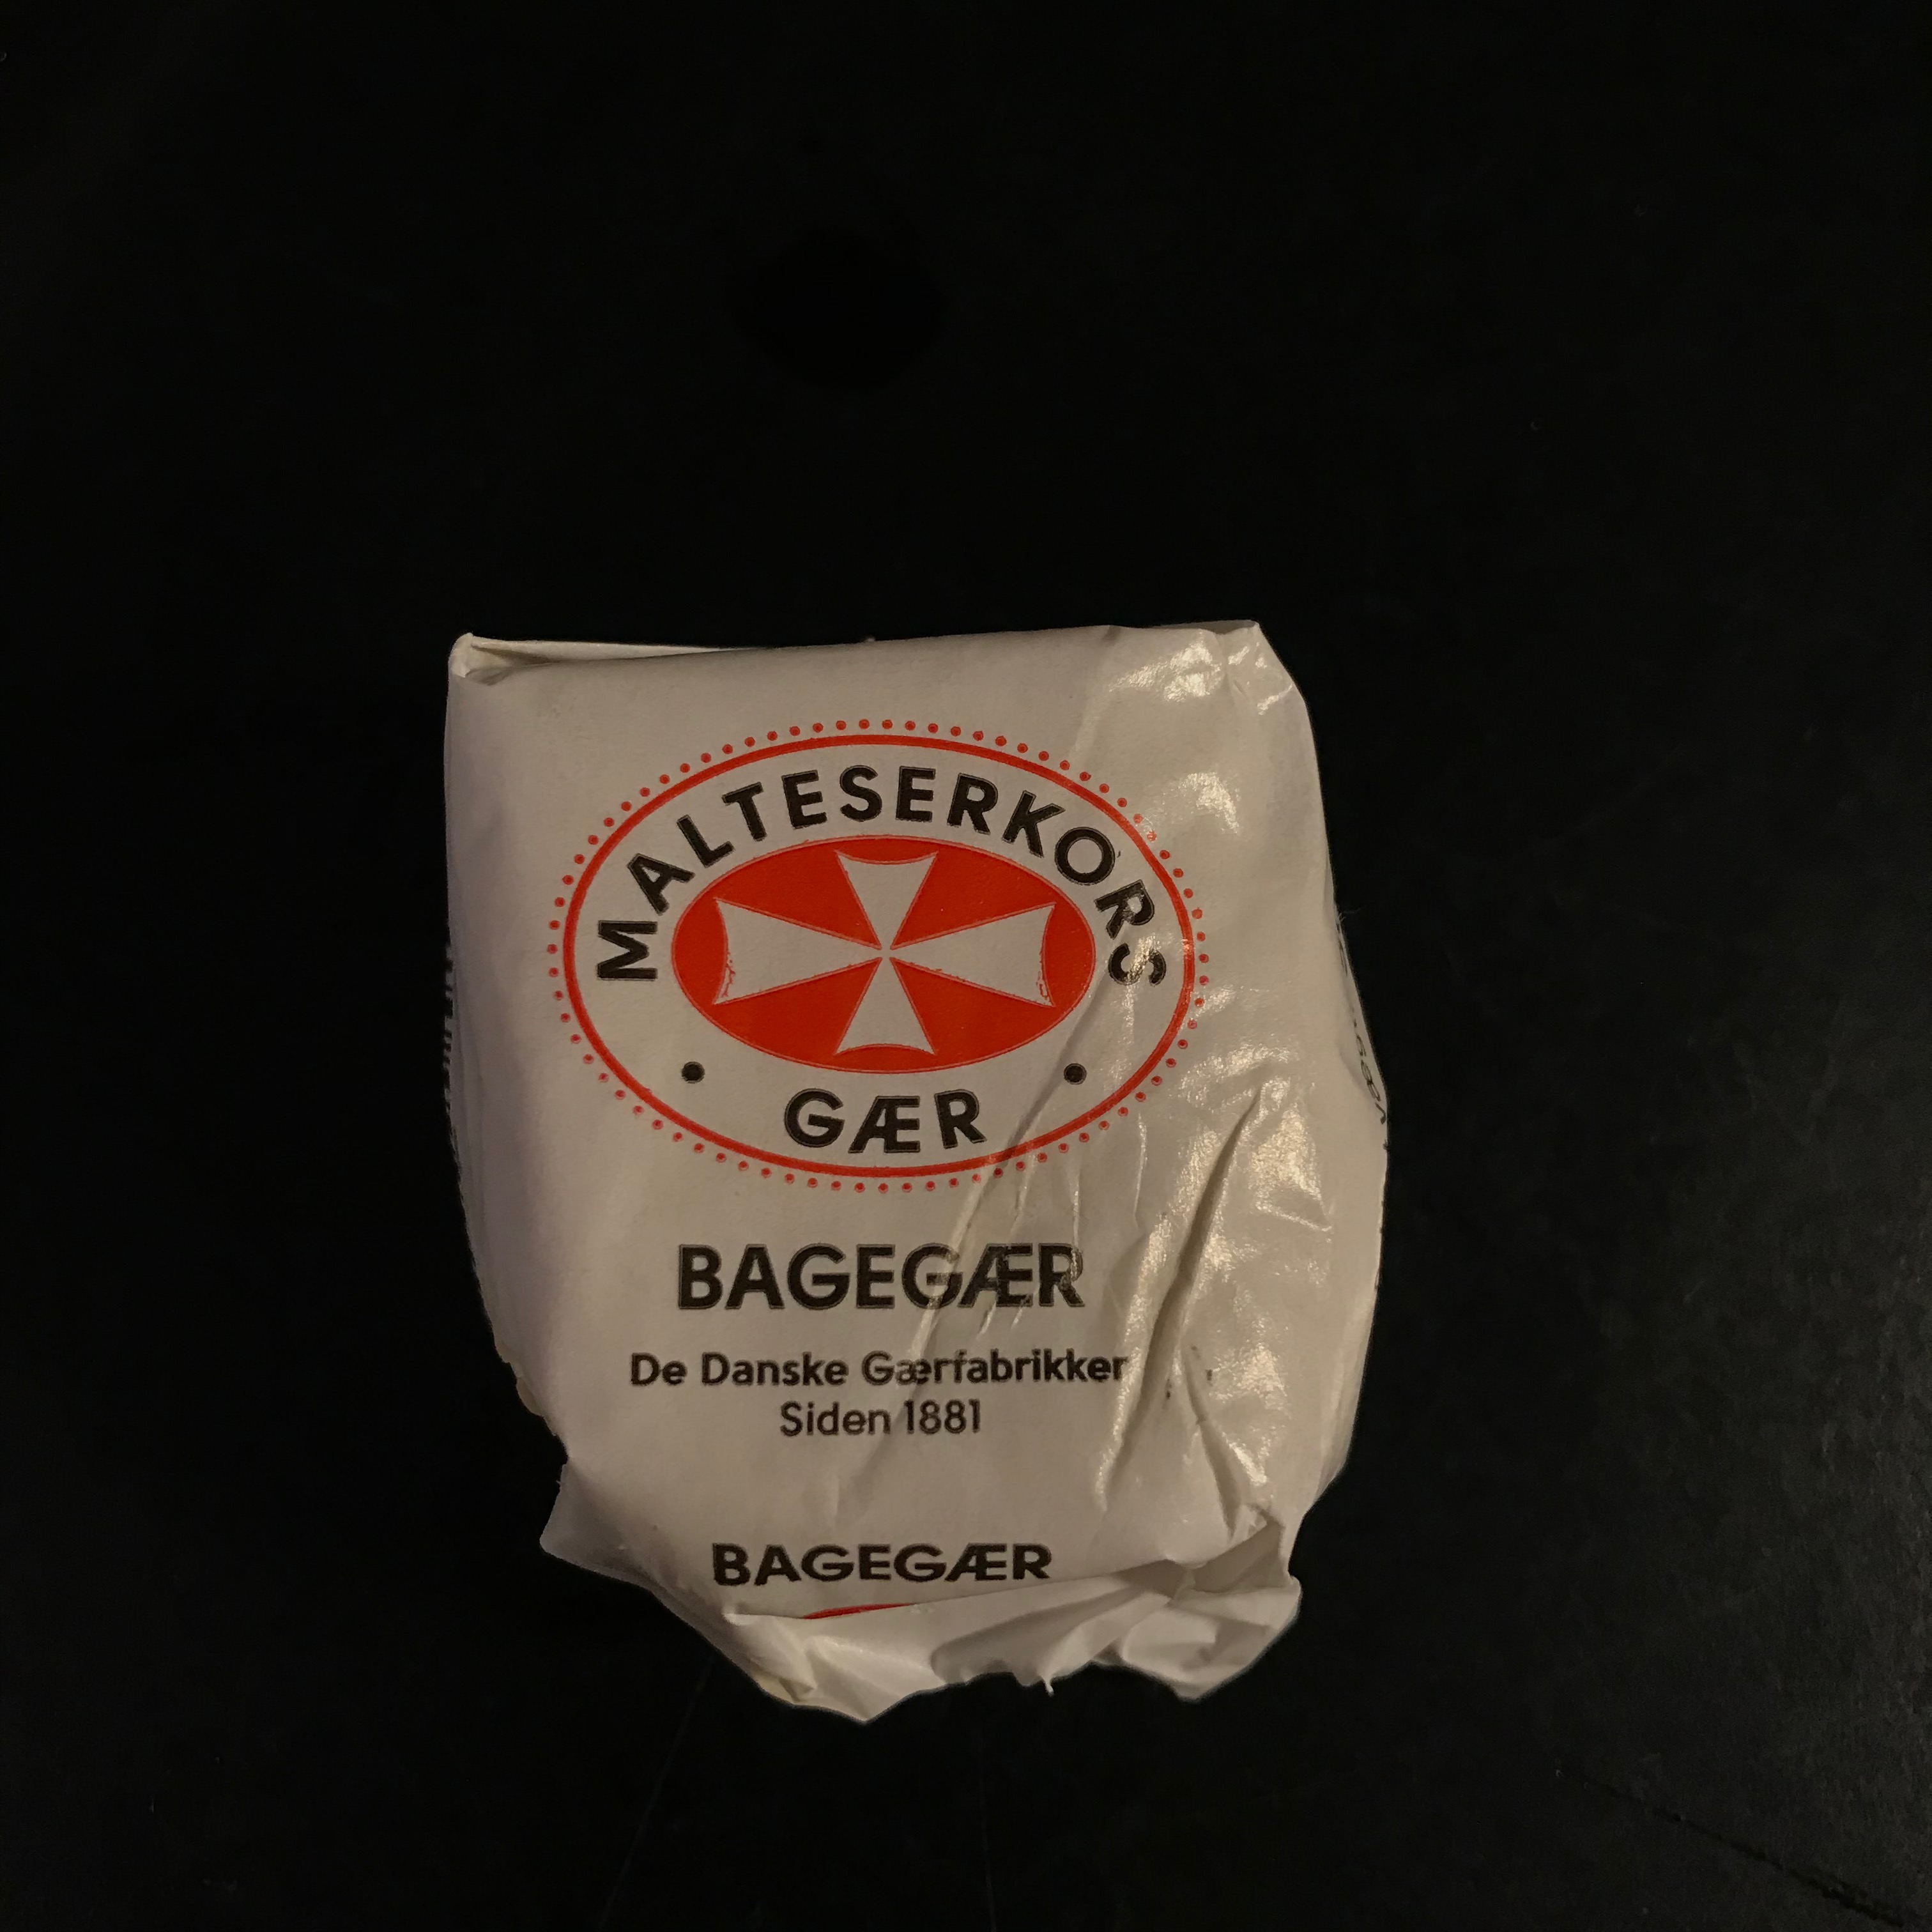 MALTESERKORS
• GÆR •
BAGEGÆR
De Danske Gærfabrikker
Siden 1881
BAGEGÆR